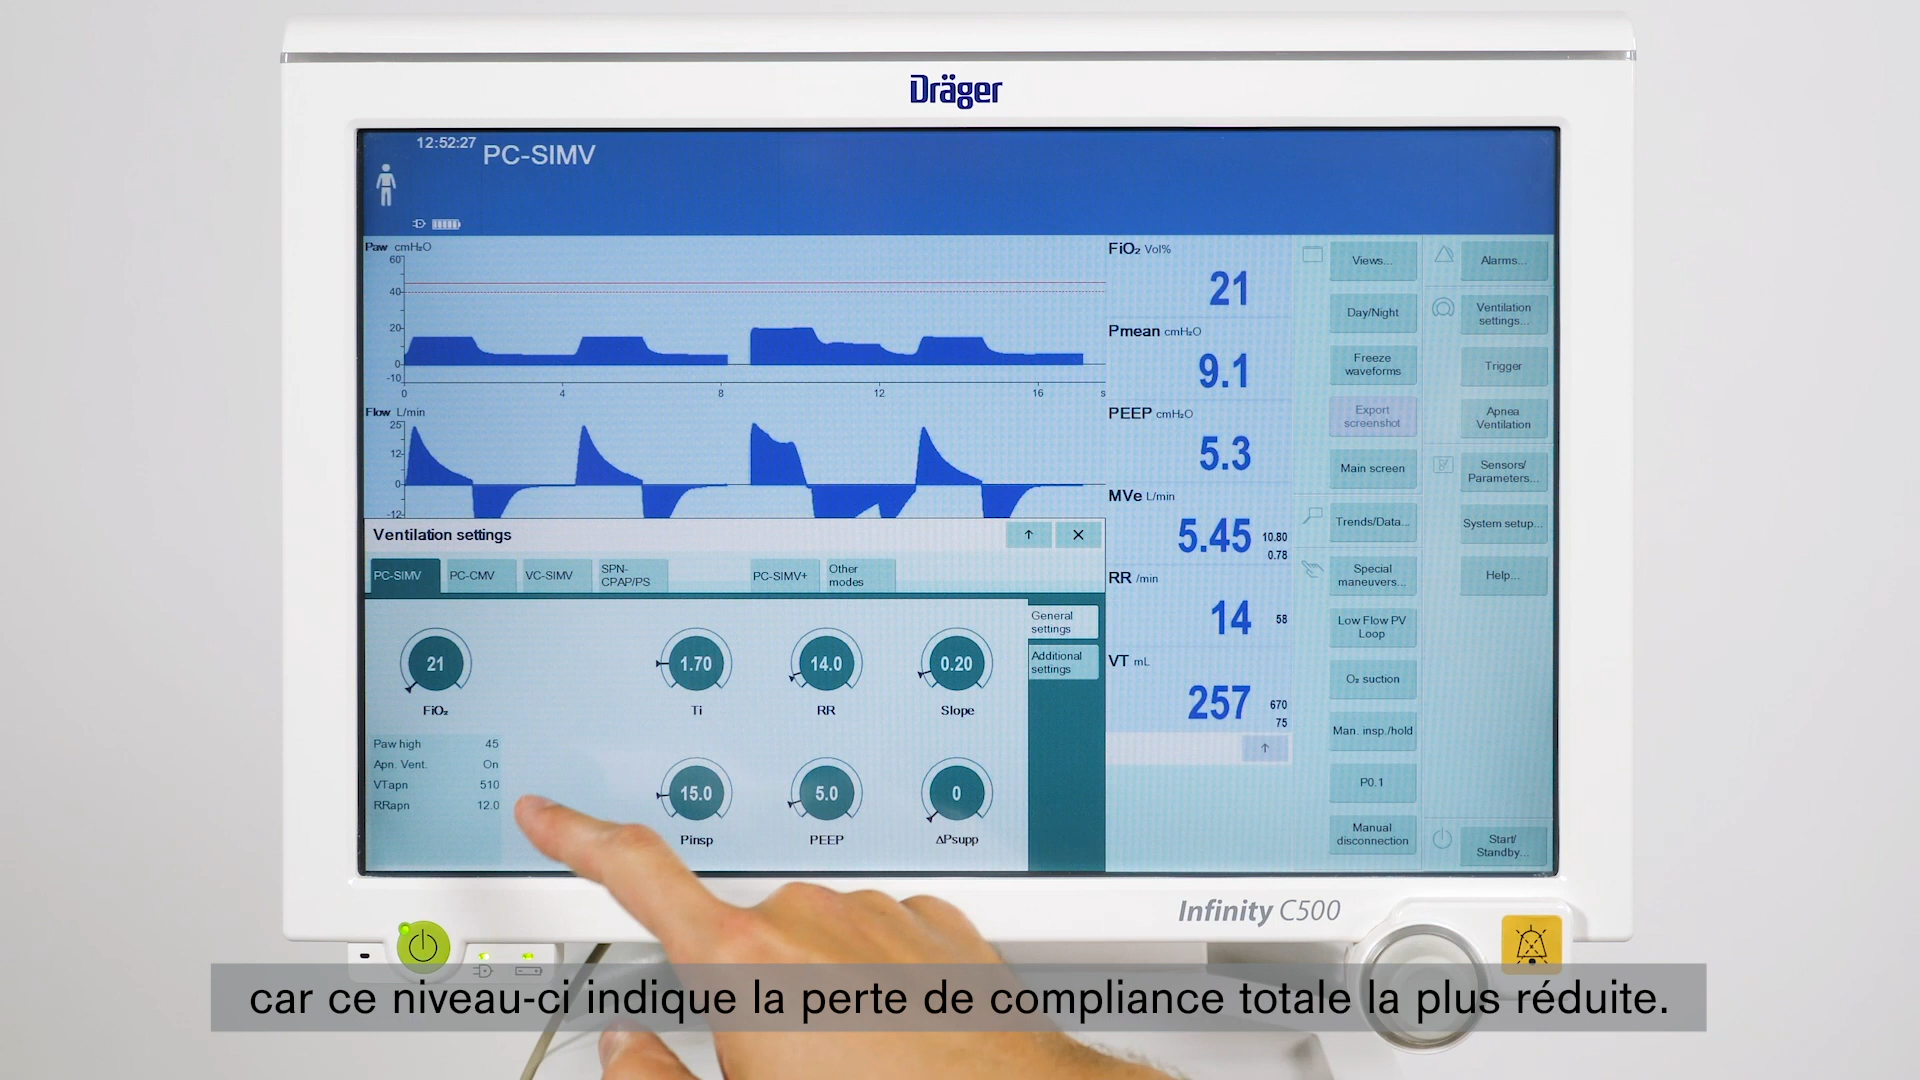 Dräger
12:52:27
PC-SIMV
Paw cmH₂O
60
40
20
0
-10
0
4
8
12
16
s
Flow L/min
25
12
0
-12
FiO₂ Vol%
21
Pmean cmH₂O
9.1
PEEP cmH₂O
5.3
MVe L/min
5.45
10.80
0.78
RR /min
14
58
VT mL
257
670
75
↑
Views...
Day/Night
Freeze
waveforms
Export
screenshot
Main screen
Trends/Data...
Special
maneuvers...
Low Flow PV
Loop
O₂ suction
Man. insp./hold
P0.1
Manual
disconnection
Alarms...
Ventilation
settings...
Trigger
Apnea
Ventilation
Sensors/
Parameters...
System setup...
Help...
Start/
Standby...
Ventilation settings
↑
×
PC-SIMV
PC-CMV
VC-SIMV
SPN-
CPAP/PS
PC-SIMV+
Other
modes
General
settings
Additional
settings
21
FiO₂
1.70
Ti
14.0
RR
0.20
Slope
Paw high 45
Apn. Vent. On
VTapn 510
RRapn 12.0
15.0
Pinsp
5.0
PEEP
0
ΔPsupp
Infinity C500
car ce niveau-ci indique la perte de compliance totale la plus réduite.